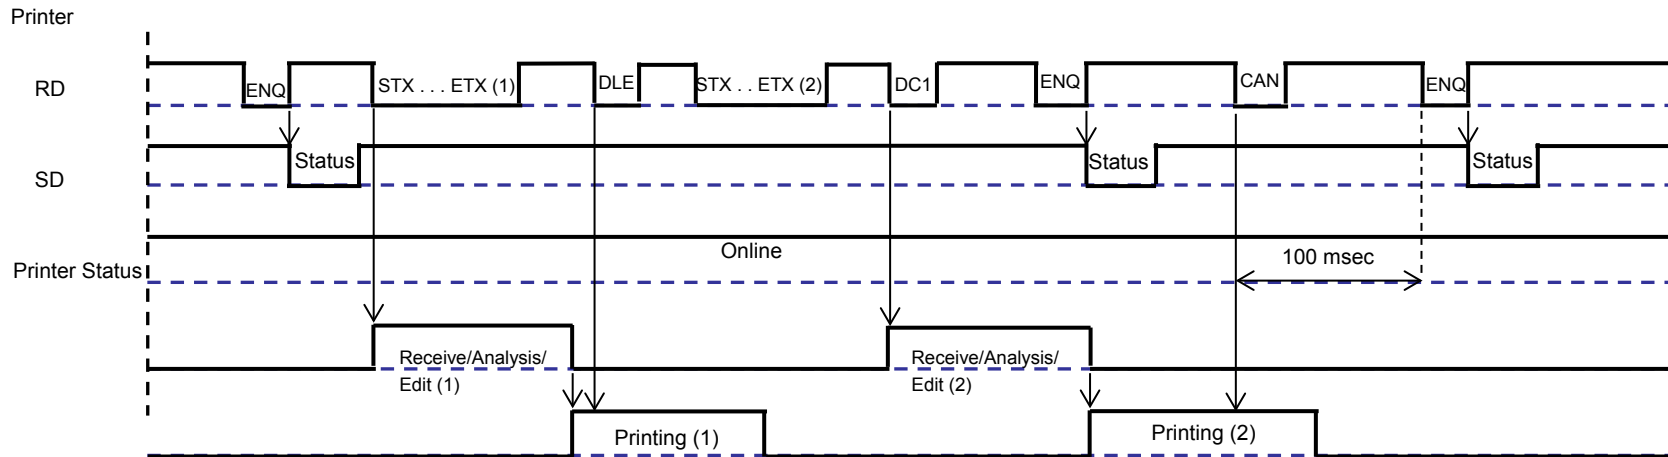 Printer
RD
ENQ
STX . . . ETX (1)
DLE
STX . . ETX (2)
DC1
ENQ
CAN
ENQ
SD
Status
Status
Status
Online
Printer Status
100 msec
Receive/Analysis/
Edit (1)
Receive/Analysis/
Edit (2)
Printing (1)
Printing (2)